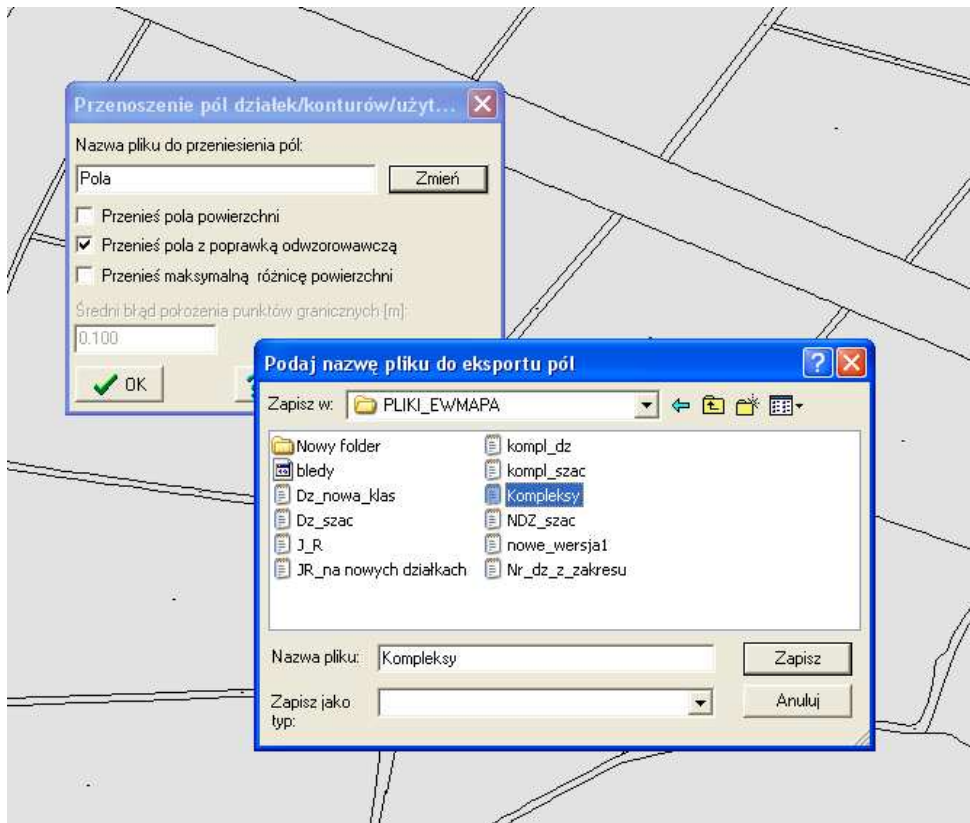 Przenoszenie pól działek/konturów/użyt...
Nazwa pliku do przeniesienia pól:
Pola
Zmień
Przenieś pola powierzchni
Przenieś pola z poprawką odwzorowawczą
Przenieś maksymalną różnicę powierzchni
Średni błąd położenia punktów granicznych [m]:
0.100
OK
Podaj nazwę pliku do eksportu pól
Zapisz w:
PLIKI_EWMAPA
Nowy folder
bledy
Dz_nowa_klas
Dz_szac
J_R
JR_na nowych działkach
kompl_dz
kompl_szac
Kompleksy
NDZ_szac
nowe_wersja1
Nr_dz_z_zakresu
Nazwa pliku:
Kompleksy
Zapisz
Zapisz jako
typ:
Anuluj